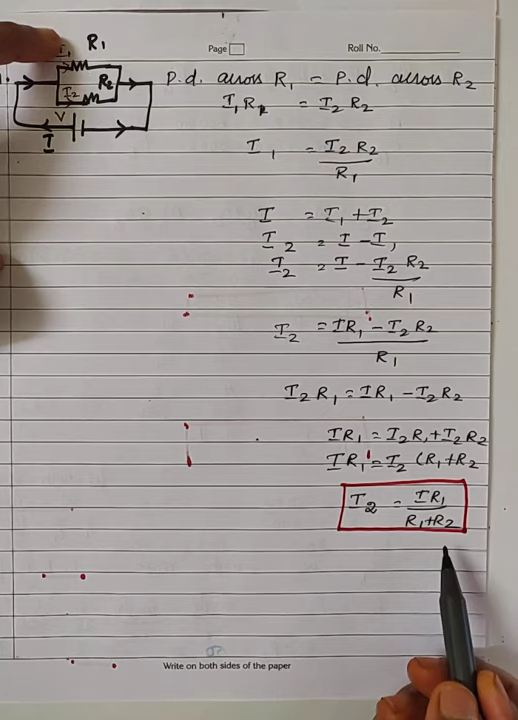 Page
Roll No.
I1
R1
R2
I2
V
I
P.d. across R1 = P.d. across R2
I1R1 = I2 R2
I1 = I2 R2 / R1
I = I1 + I2
I2 = I - I1
I2 = I - I2 R2 / R1
I2 = IR1 - I2 R2 / R1
I2 R1 = IR1 - I2 R2
IR1 = I2 R1 + I2 R2
IR1 = I2 (R1 + R2
I2 = IR1 / R1+R2
Write on both sides of the paper